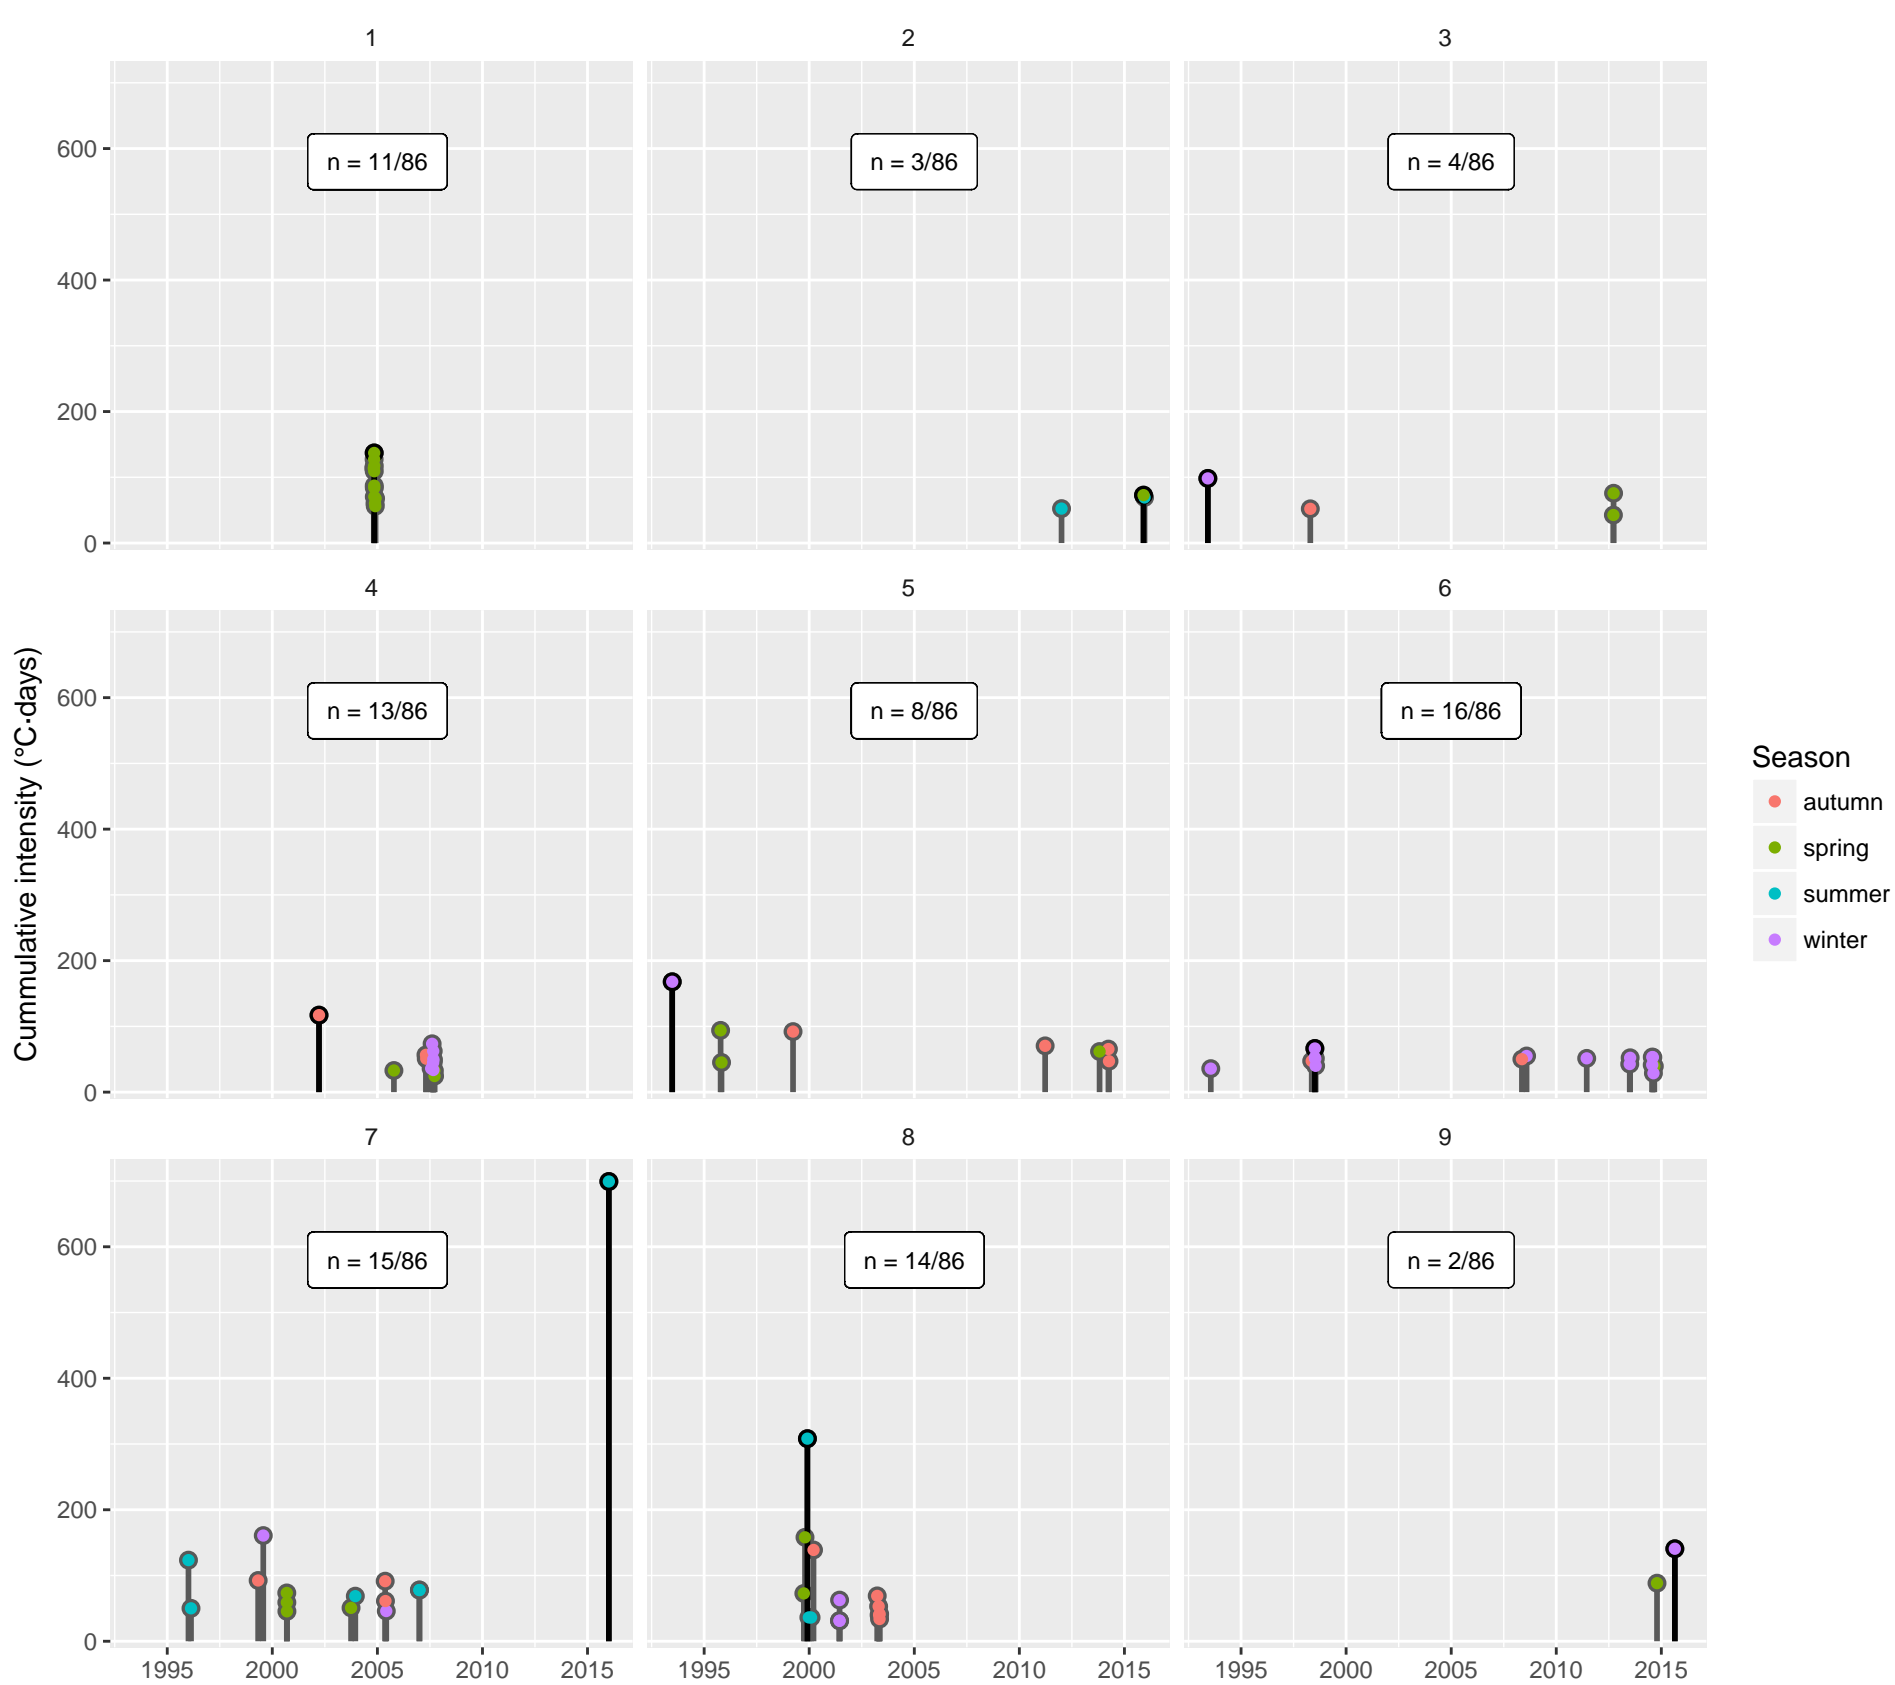 1 2 3
600
400
200
0
n = 11/86
n = 3/86
n = 4/86
4 5 6
600
400
200
0
n = 13/86
n = 8/86
n = 16/86
Cummulative intensity (°C·days)
7 8 9
600
400
200
0
n = 15/86
n = 14/86
n = 2/86
1995 2000 2005 2010 2015
1995 2000 2005 2010 2015
1995 2000 2005 2010 2015
Season
autumn
spring
summer
winter